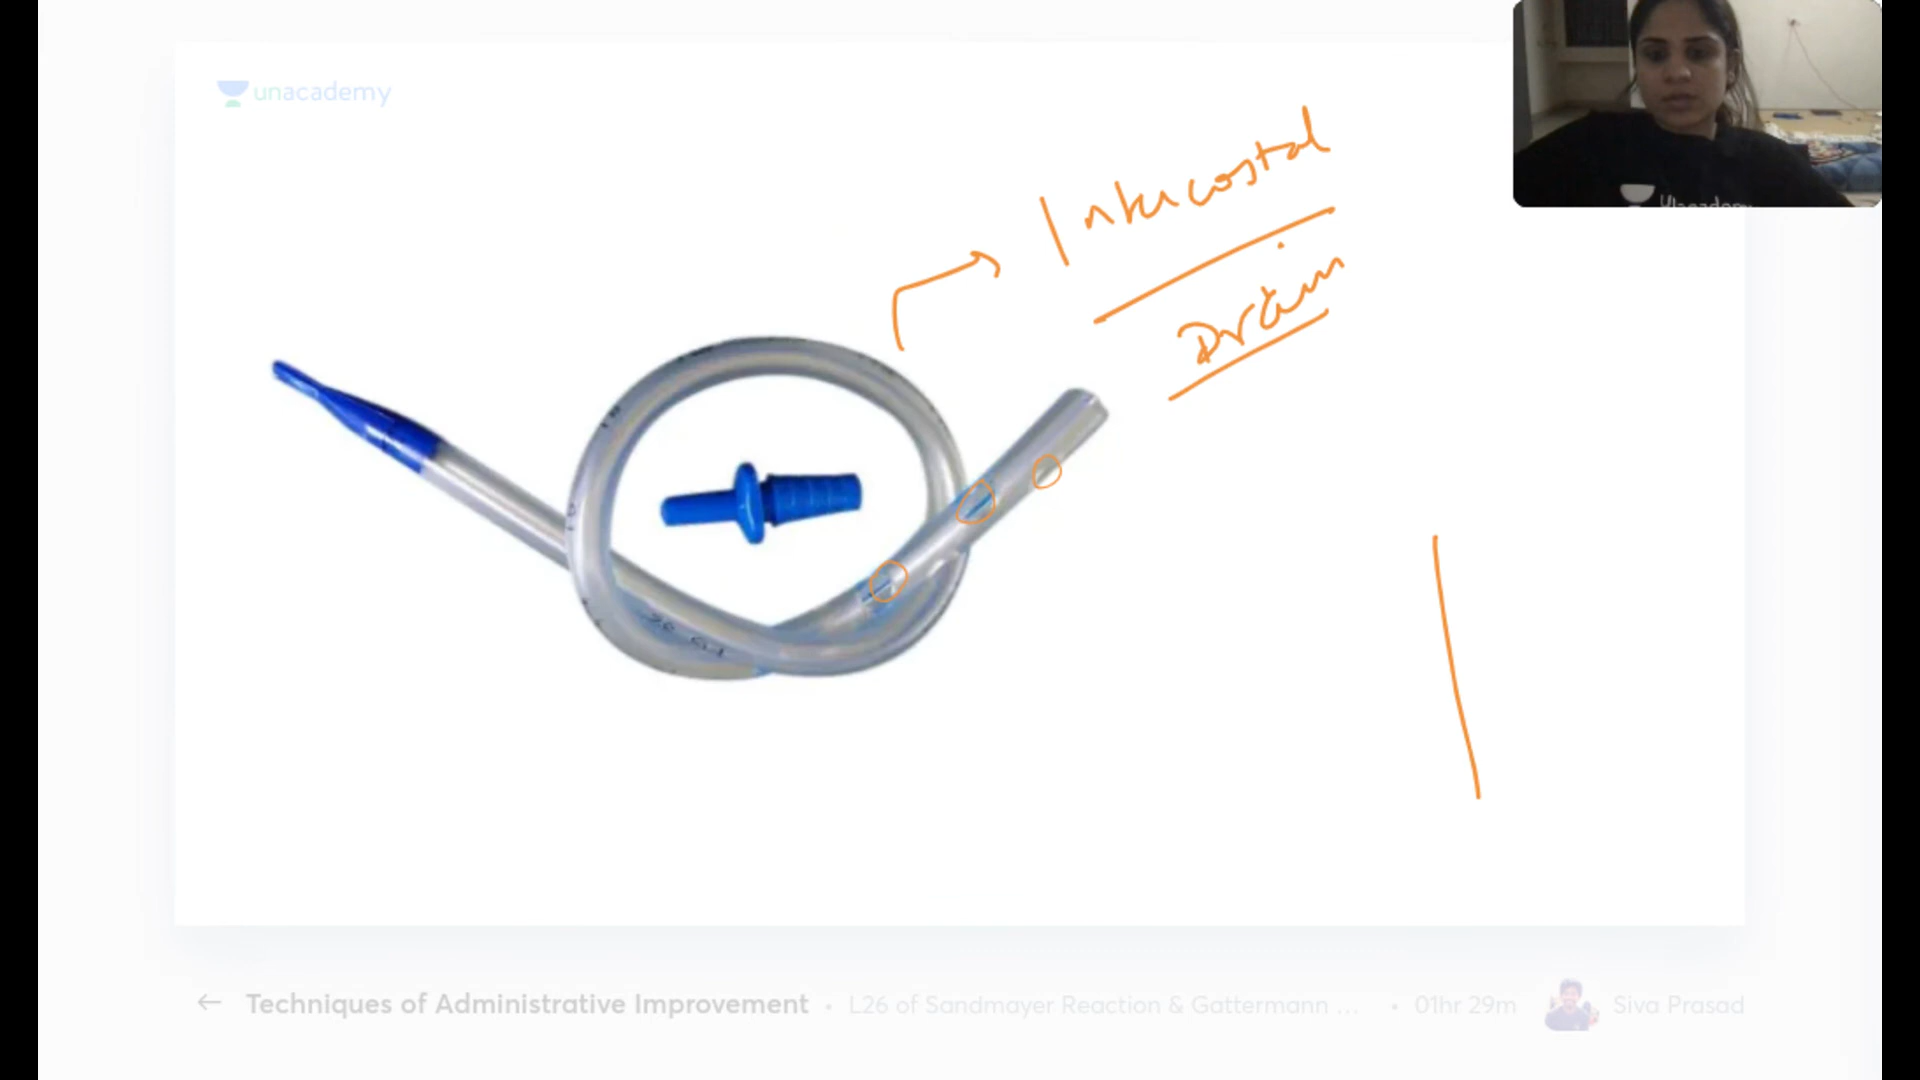 unacademy
Intercostal
Drain
Techniques of Administrative Improvement • L26 of Sandmayer Reaction & Gattermann ... • 01hr 29m Siva Prasad